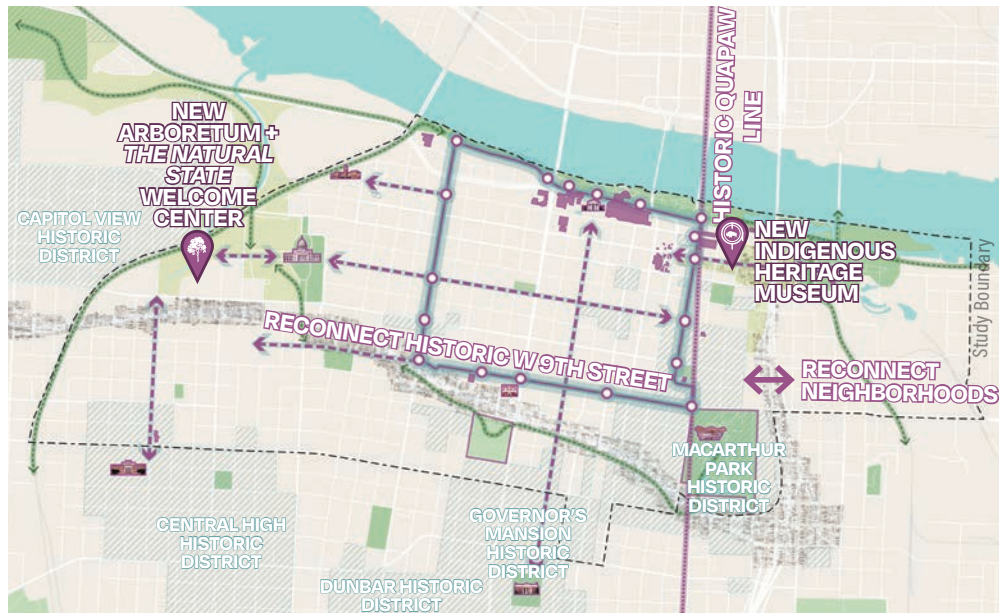 NEW
ARBORETUM +
THE NATURAL
STATE
WELCOME
CENTER
CAPITOL VIEW
HISTORIC
DISTRICT
HISTORIC QUAPAW
LINE
NEW
INDIGENOUS
HERITAGE
MUSEUM
Study Boundary
RECONNECT HISTORIC W 9TH STREET
RECONNECT
NEIGHBORHOODS
MACARTHUR
PARK
HISTORIC
DISTRICT
CENTRAL HIGH
HISTORIC
DISTRICT
GOVERNOR'S
MANSION
HISTORIC
DISTRICT
DUNBAR HISTORIC
DISTRICT